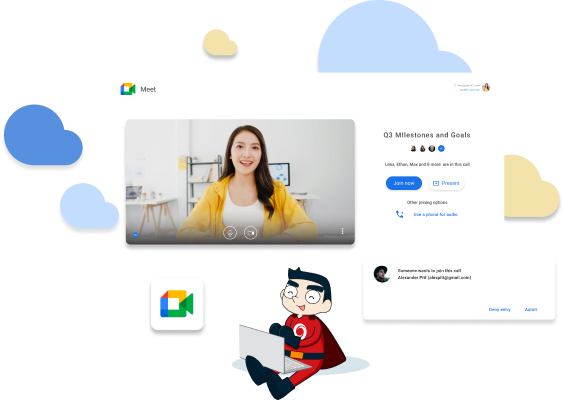 Meet
Q3 MIlestones and Goals
Lena, Ethan, Max and 8 more are in this call
Join now
Present
Other joining options
Use a phone for audio
Someone wants to join this call
Alexander Pitt (alexpitt@gmail.com)
Deny entry
Admit